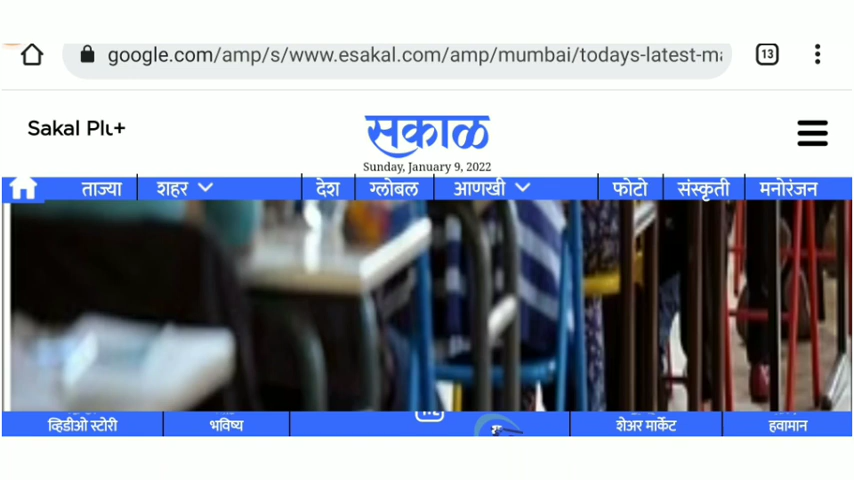 google.com/amp/s/www.esakal.com/amp/mumbai/todays-latest-ma
13
Sakal Plu+
सकाळ
Sunday, January 9, 2022
ताज्या शहर देश ग्लोबल आणखी फोटो संस्कृती मनोरंजन
व्हिडीओ स्टोरी भविष्य शेअर मार्केट हवामान